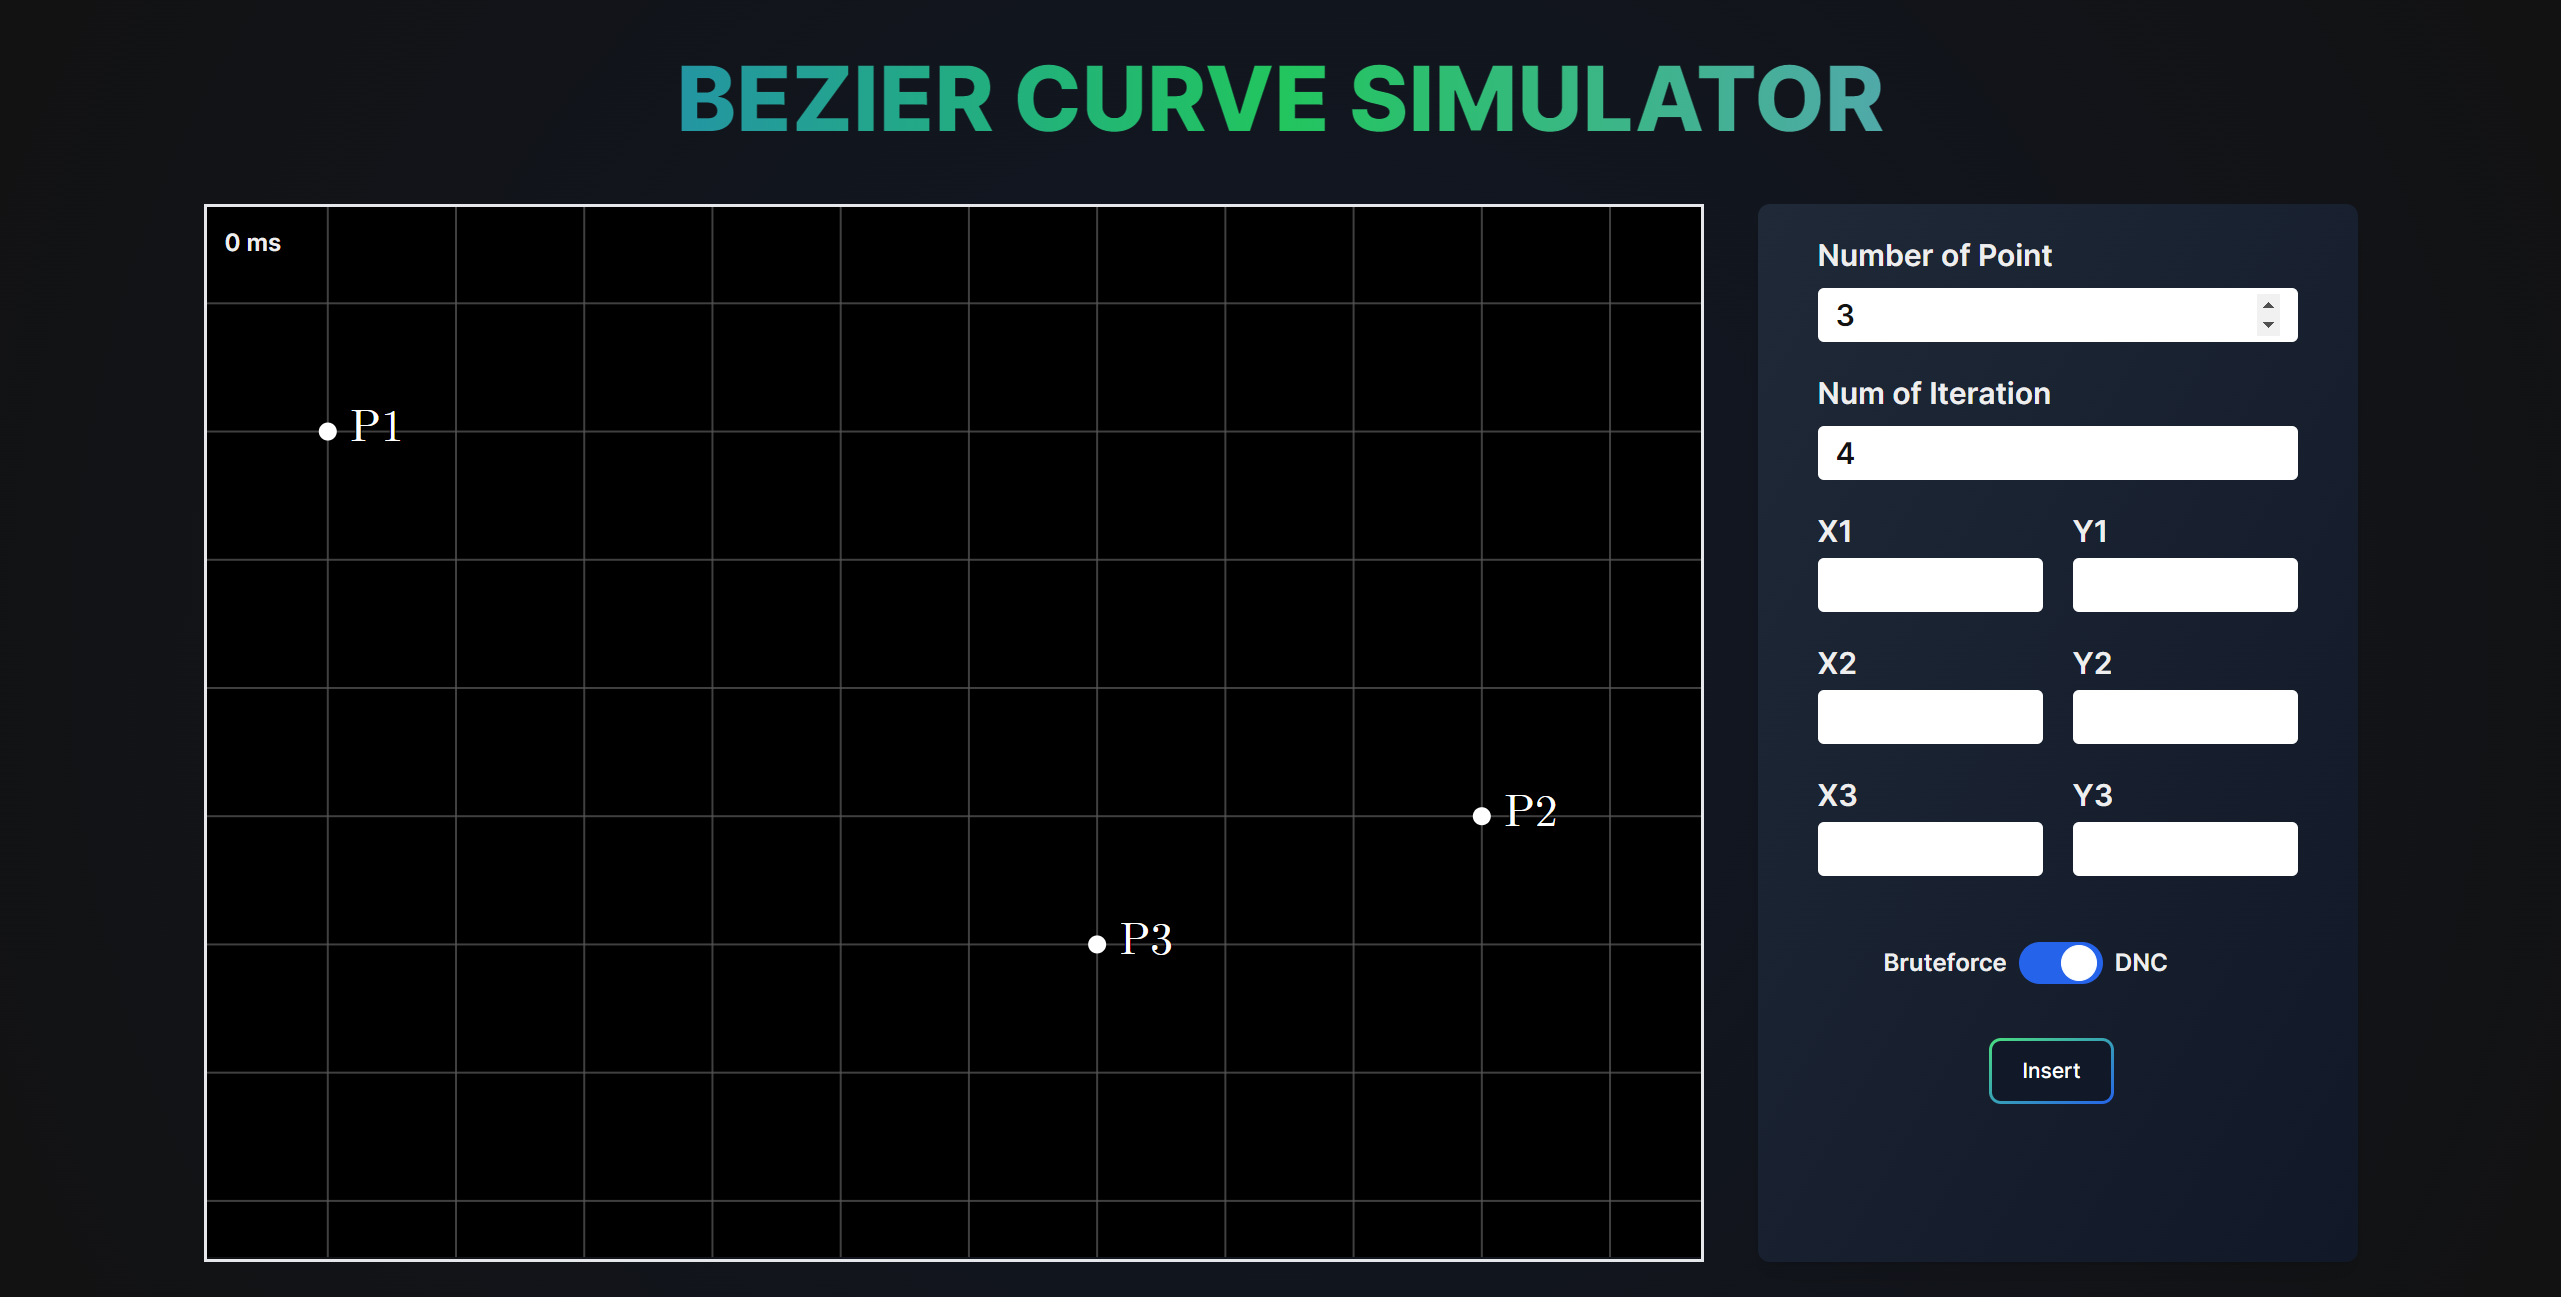 BEZIER CURVE SIMULATOR
0 ms
P1
P2
P3
Number of Point
3
Num of Iteration
4
X1 Y1
X2 Y2
X3 Y3
Bruteforce DNC
Insert